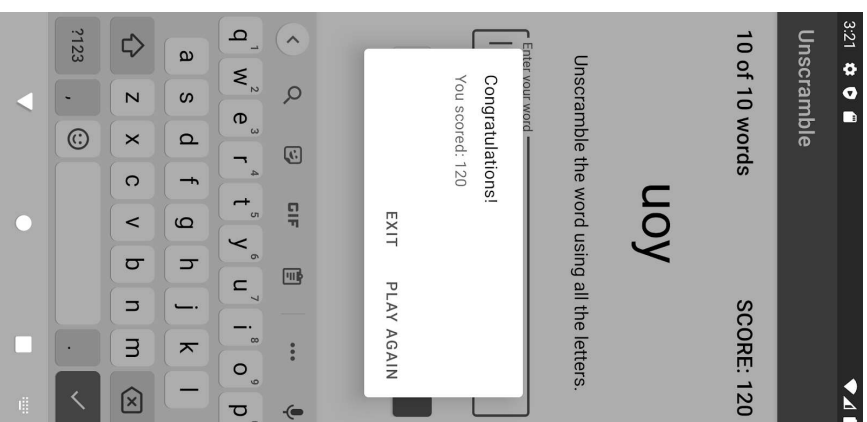 3:21
Unscramble
10 of 10 words SCORE: 120
uoy
Unscramble the word using all the letters.
Enter your word
Congratulations!
You scored: 120
EXIT PLAY AGAIN
GIF
q 1 w 2 e 3 r 4 t 5 y 6 u 7 i 8 o 9 p
a s d f g h j k l
z x c v b n m
?123 , .